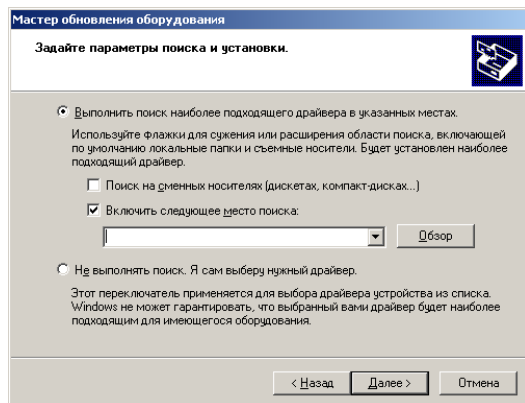 Мастер обновления оборудования
Задайте параметры поиска и установки.
Выполнить поиск наиболее подходящего драйвера в указанных местах.
Используйте флажки для сужения или расширения области поиска, включающей
по умолчанию локальные папки и съемные носители. Будет установлен наиболее
подходящий драйвер.
Поиск на сменных носителях (дискетах, компакт-дисках...)
Включить следующее место поиска:
Обзор
Не выполнять поиск. Я сам выберу нужный драйвер.
Этот переключатель применяется для выбора драйвера устройства из списка.
Windows не может гарантировать, что выбранный вами драйвер будет наиболее
подходящим для имеющегося оборудования.
< Назад Далее > Отмена